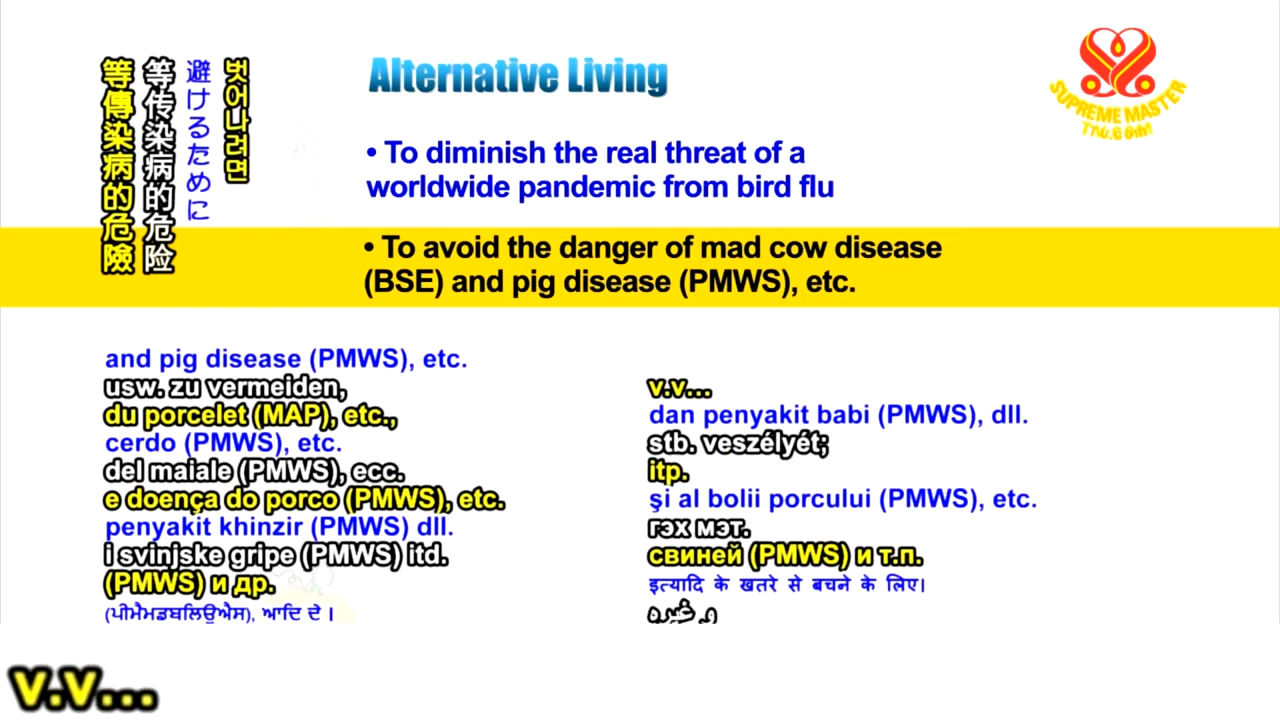 等傳染病的危險
等传染病的危险
避けるために
벗어나려면
Alternative Living
SUPREME MASTER
TV.COM
• To diminish the real threat of a
worldwide pandemic from bird flu
• To avoid the danger of mad cow disease
(BSE) and pig disease (PMWS), etc.
and pig disease (PMWS), etc.
usw. zu vermeiden,
du porcelet (MAP), etc.,
cerdo (PMWS), etc.
del maiale (PMWS), ecc.
e doença do porco (PMWS), etc.
penyakit khinzir (PMWS) dll.
i svinjske gripe (PMWS) itd.
(PMWS) и др.
(ਪੀਐਮਡਬਲਿਊਐਸ), ਆਦਿ ਦੇ ।
v.v...
dan penyakit babi (PMWS), dll.
stb. veszélyét;
itp.
şi al bolii porcului (PMWS), etc.
гэх мэт.
свиней (PMWS) и т.п.
इत्यादि के खतरे से बचने के लिए।
و غيره
v.v...